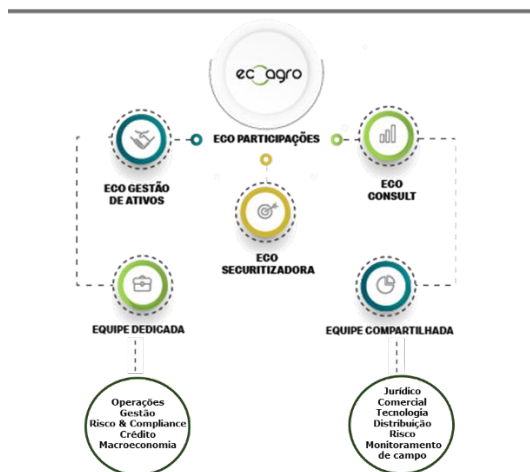 ecoagro
ECO PARTICIPAÇÕES
ECO GESTÃO
DE ATIVOS
ECO
CONSULT
ECO
SECURITIZADORA
EQUIPE DEDICADA
EQUIPE COMPARTILHADA
Operações
Gestão
Risk & Compliance
Crédito
Macroeconomia
Jurídico
Comercial
Tecnologia
Distribuição
Risco
Monitoramento
de campo